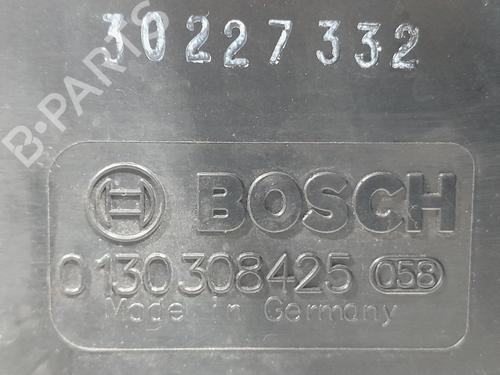 30227332
B-PARTS
BOSCH
0 130 308 425 058
Made in Germany